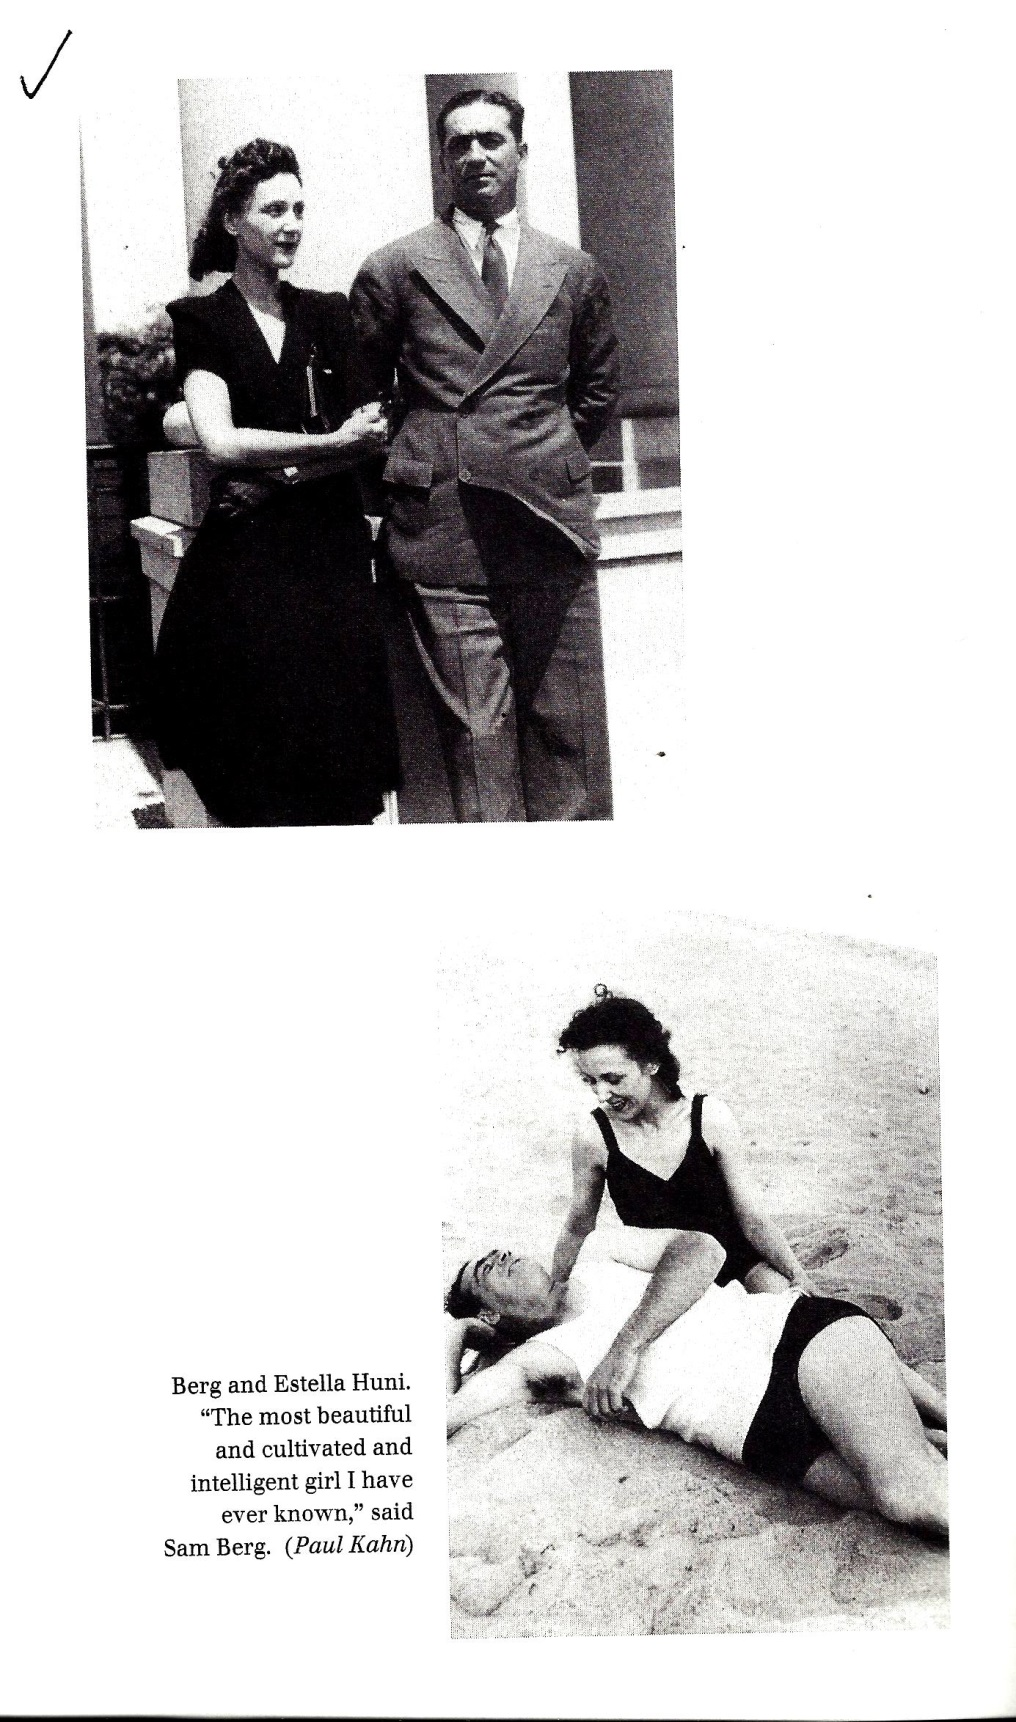 Berg and Estella Huni.
“The most beautiful
and cultivated and
intelligent girl I have
ever known,” said
Sam Berg. (Paul Kahn)